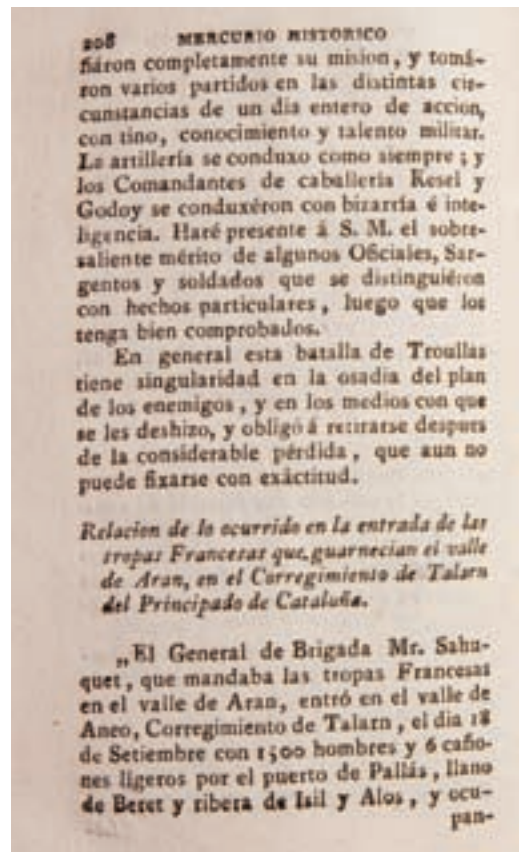 208 MERCURIO HISTORICO
fiáron completamente su mision, y tomá-
ron varios partidos en las distintas cir-
cunstancias de un dia entero de accion,
con tino, conocimiento y talento militar.
La artillería se conduxo como siempre; y
los Comandantes de caballería Kesel y
Godoy se conduxéron con bizarría é inte-
ligencia. Haré presente á S. M. el sobre-
saliente mérito de algunos Oficiales, Sar-
gentos y soldados que se distinguiéron
con hechos particulares, luego que los
tenga bien comprobados.
En general esta batalla de Troullas
tiene singularidad en la osadia del plan
de los enemigos, y en los medios con que
se les deshizo, y obligó á retirarse despues
de la considerable pérdida, que aun no
puede fixarse con exâctitud.
Relacion de lo ocurrido en la entrada de las
tropas Francesas que guarnecian el valle
de Aran, en el Corregimiento de Talarn
del Principado de Cataluña.
„El General de Brigada Mr. Sahu-
quet, que mandaba las tropas Francesas
en el valle de Aran, entró en el valle de
Aneo, Corregimiento de Talarn, el dia 18
de Setiembre con 1500 hombres y 6 caño-
nes ligeros por el puerto de Pallás, llano
de Beret y ribera de Isil y Alos, y ocu-
pan-